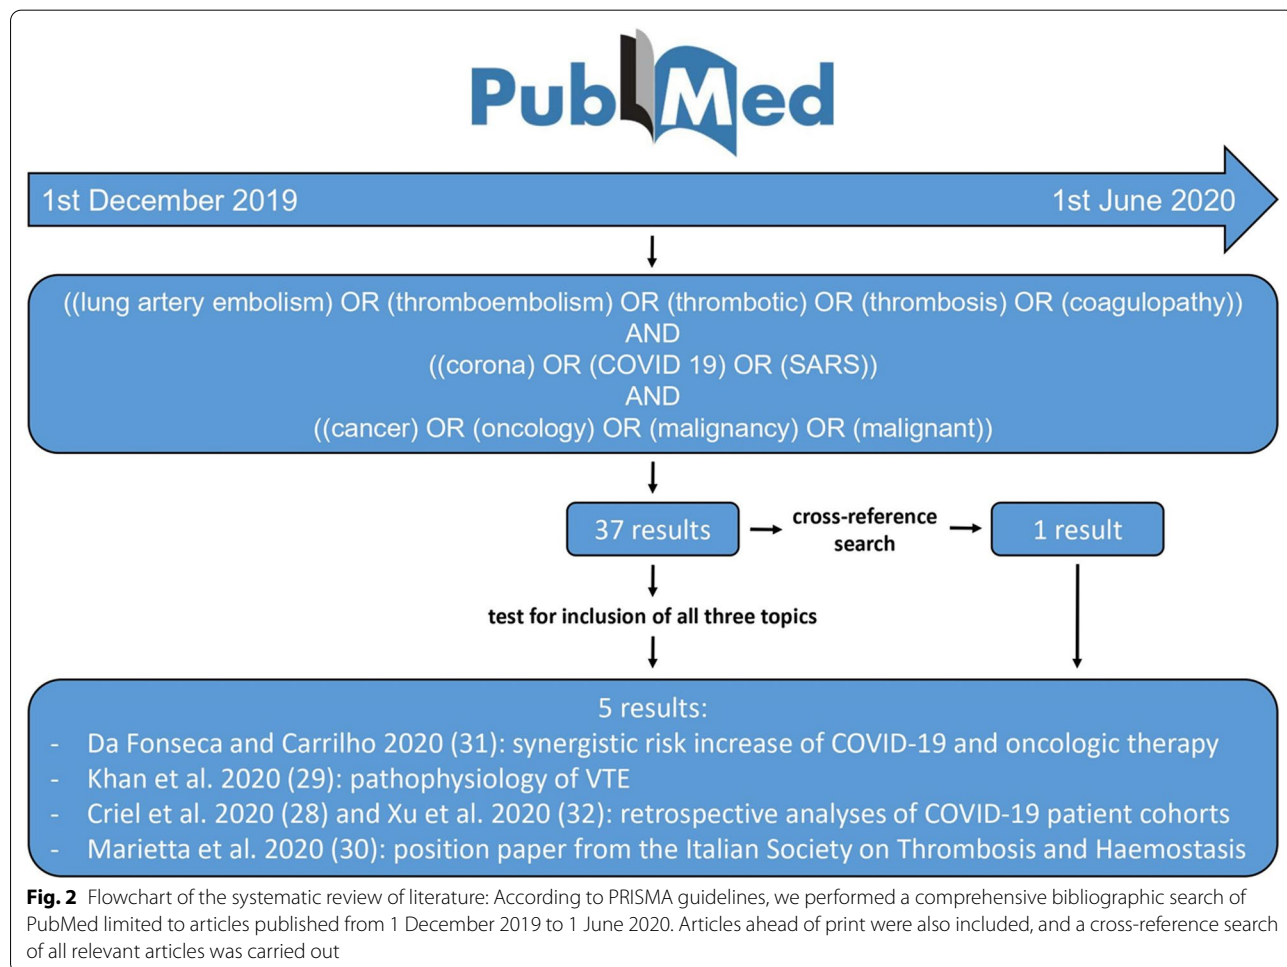 PubMed
1st December 2019 1st June 2020
((lung artery embolism) OR (thromboembolism) OR (thrombotic) OR (thrombosis) OR (coagulopathy))
AND
((corona) OR (COVID 19) OR (SARS))
AND
((cancer) OR (oncology) OR (malignancy) OR (malignant))
37 results
cross-reference
search
1 result
test for inclusion of all three topics
5 results:
- Da Fonseca and Carrilho 2020 (31): synergistic risk increase of COVID-19 and oncologic therapy
- Khan et al. 2020 (29): pathophysiology of VTE
- Criel et al. 2020 (28) and Xu et al. 2020 (32): retrospective analyses of COVID-19 patient cohorts
- Marietta et al. 2020 (30): position paper from the Italian Society on Thrombosis and Haemostasis
Fig. 2 Flowchart of the systematic review of literature: According to PRISMA guidelines, we performed a comprehensive bibliographic search of
PubMed limited to articles published from 1 December 2019 to 1 June 2020. Articles ahead of print were also included, and a cross-reference search
of all relevant articles was carried out